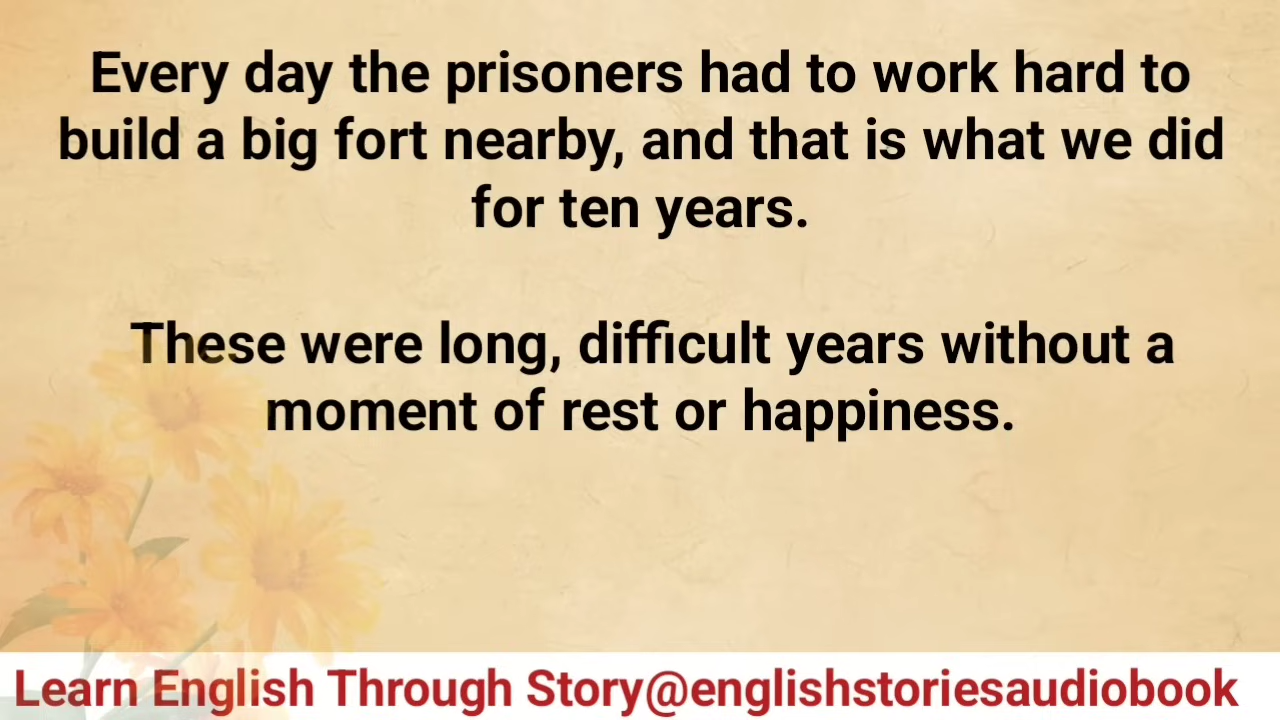 Every day the prisoners had to work hard to
build a big fort nearby, and that is what we did
for ten years.
These were long, difficult years without a
moment of rest or happiness.
Learn English Through Story@englishstoriesaudiobook